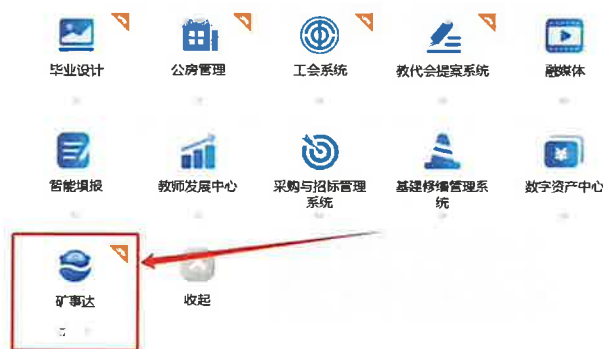 毕业设计
公房管理
工会系统
教代会提案系统
融媒体
智能填报
教师发展中心
采购与招标管理
系统
基建修缮管理系
统
数字资产中心
矿事达
收起